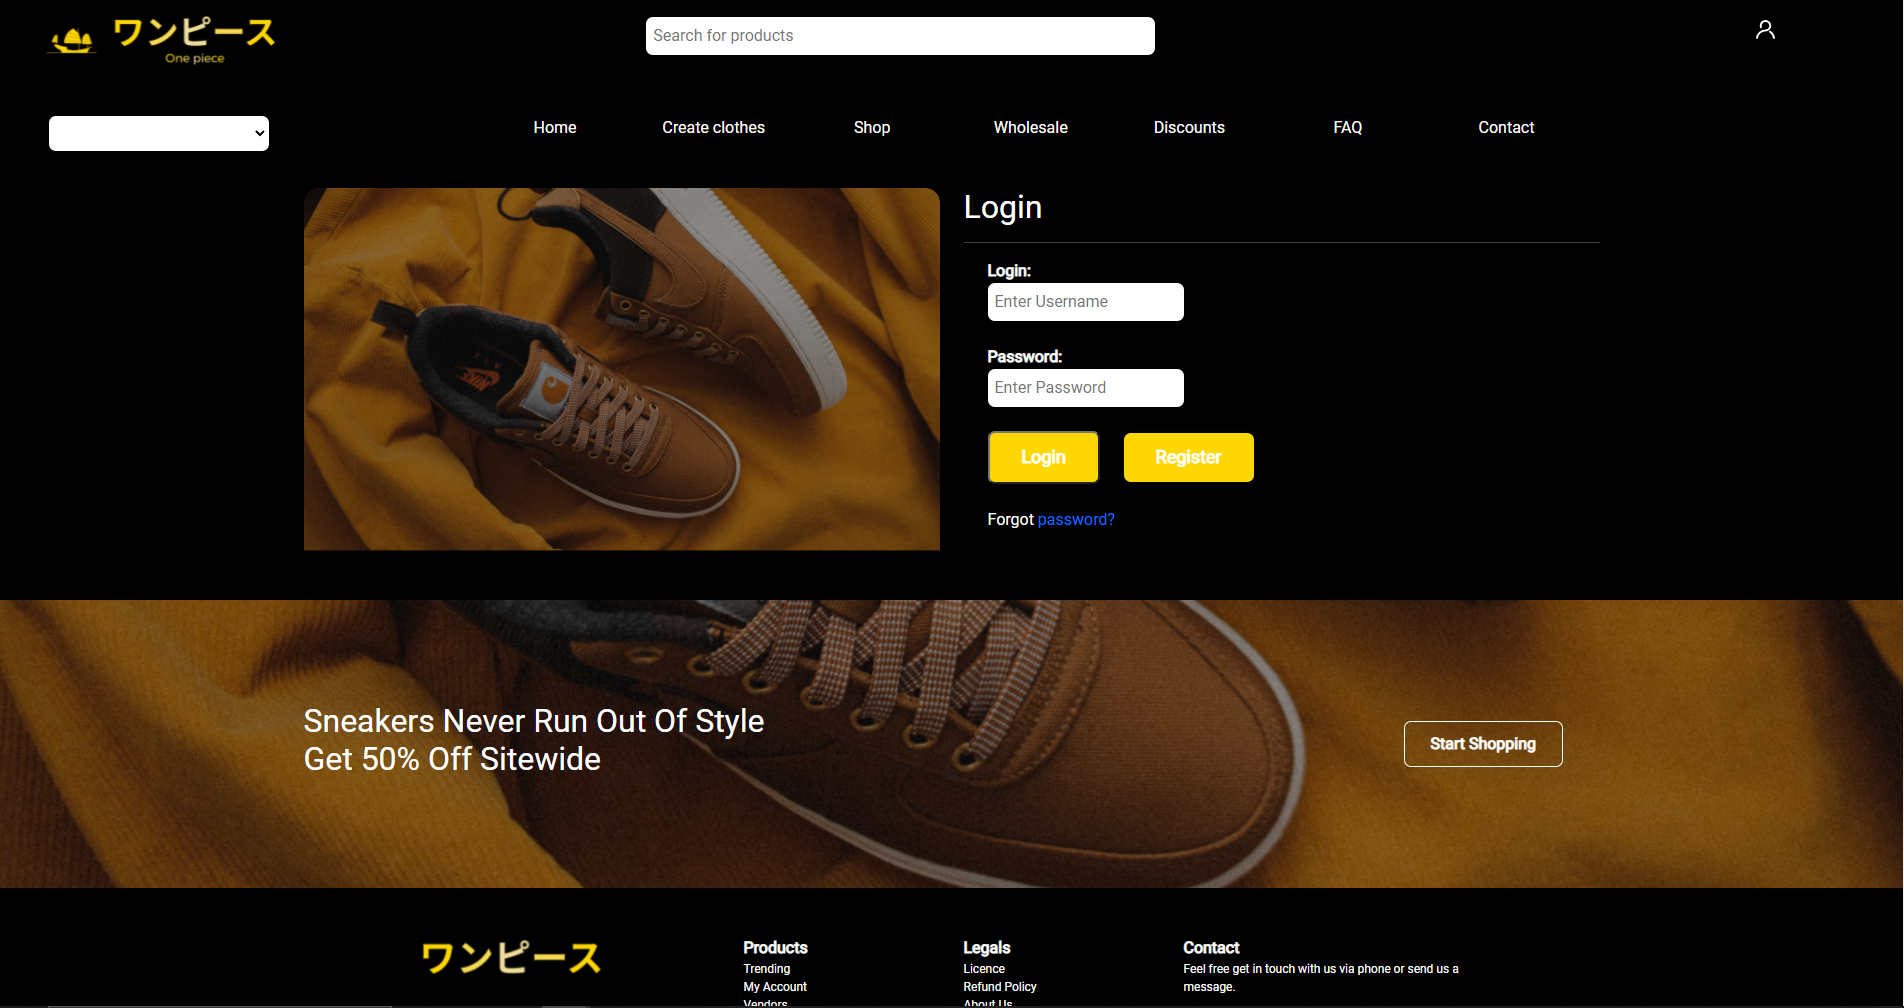 ワンピース
One piece
Search for products
Home Create clothes Shop Wholesale Discounts FAQ Contact
Login
Login:
Enter Username
Password:
Enter Password
Login Register
Forgot password?
Sneakers Never Run Out Of Style
Get 50% Off Sitewide
Start Shopping
ワンピース
Products
Trending
My Account
Vendors
Legals
Licence
Refund Policy
About Us
Contact
Feel free get in touch with us via phone or send us a
message.